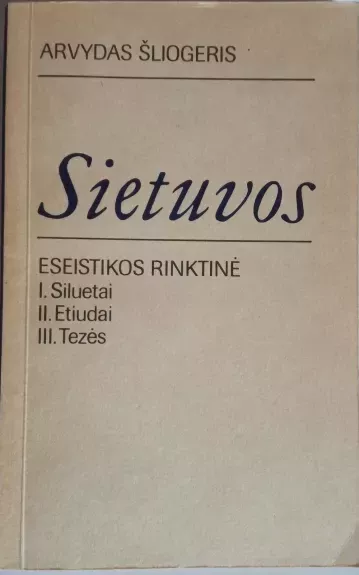 ARVYDAS ŠLIOGERIS
Sietuvos
ESEISTIKOS RINKTINĖ
I. Siluetai
II. Etiudai
III. Tezės